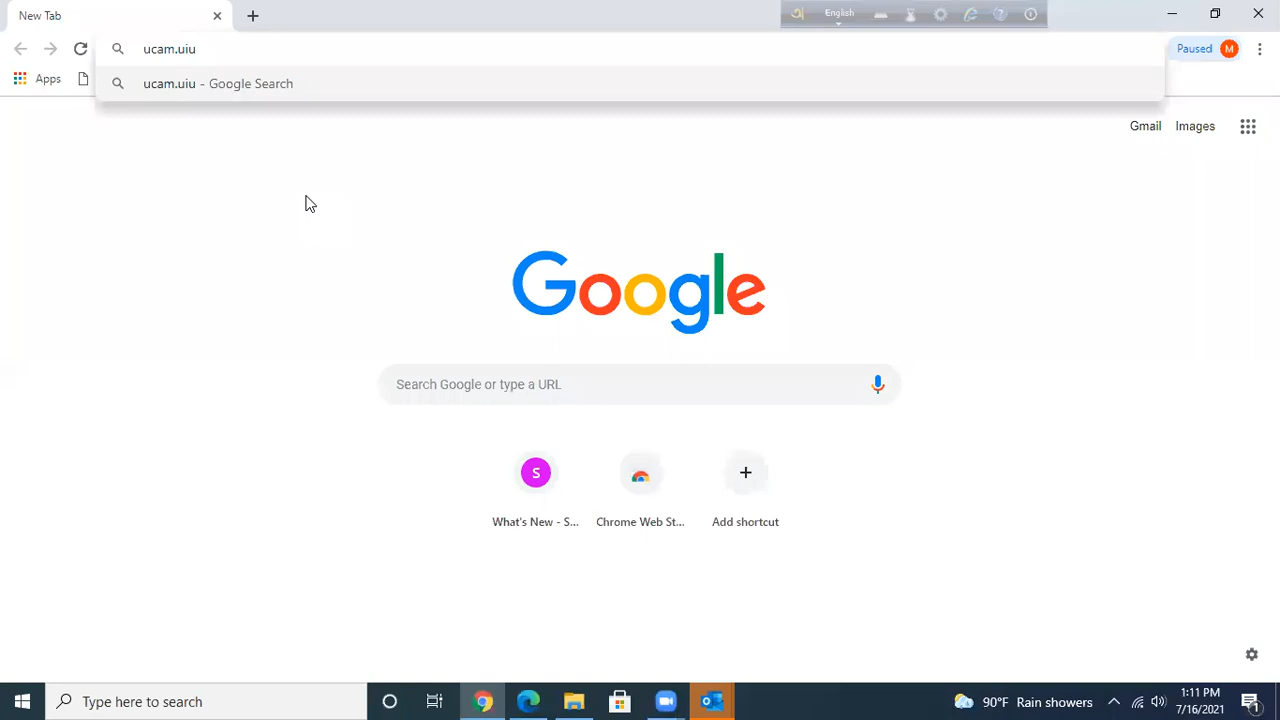 New Tab
অ English
ucam.uiu
Paused M
Apps
ucam.uiu - Google Search
Gmail Images
Google
Search Google or type a URL
S
What's New - S...
Chrome Web St...
Add shortcut
Type here to search
90°F Rain showers
1:11 PM
7/16/2021
1